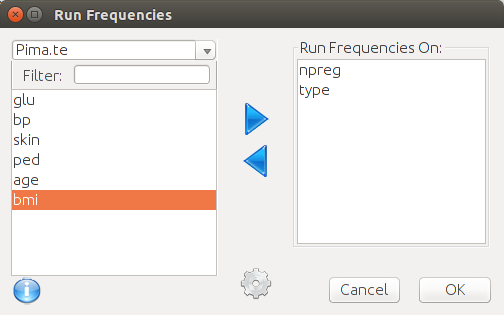 Run Frequencies
Pima.te
Filter:
glu
bp
skin
ped
age
bmi
Run Frequencies On:
npreg
type
Cancel
OK